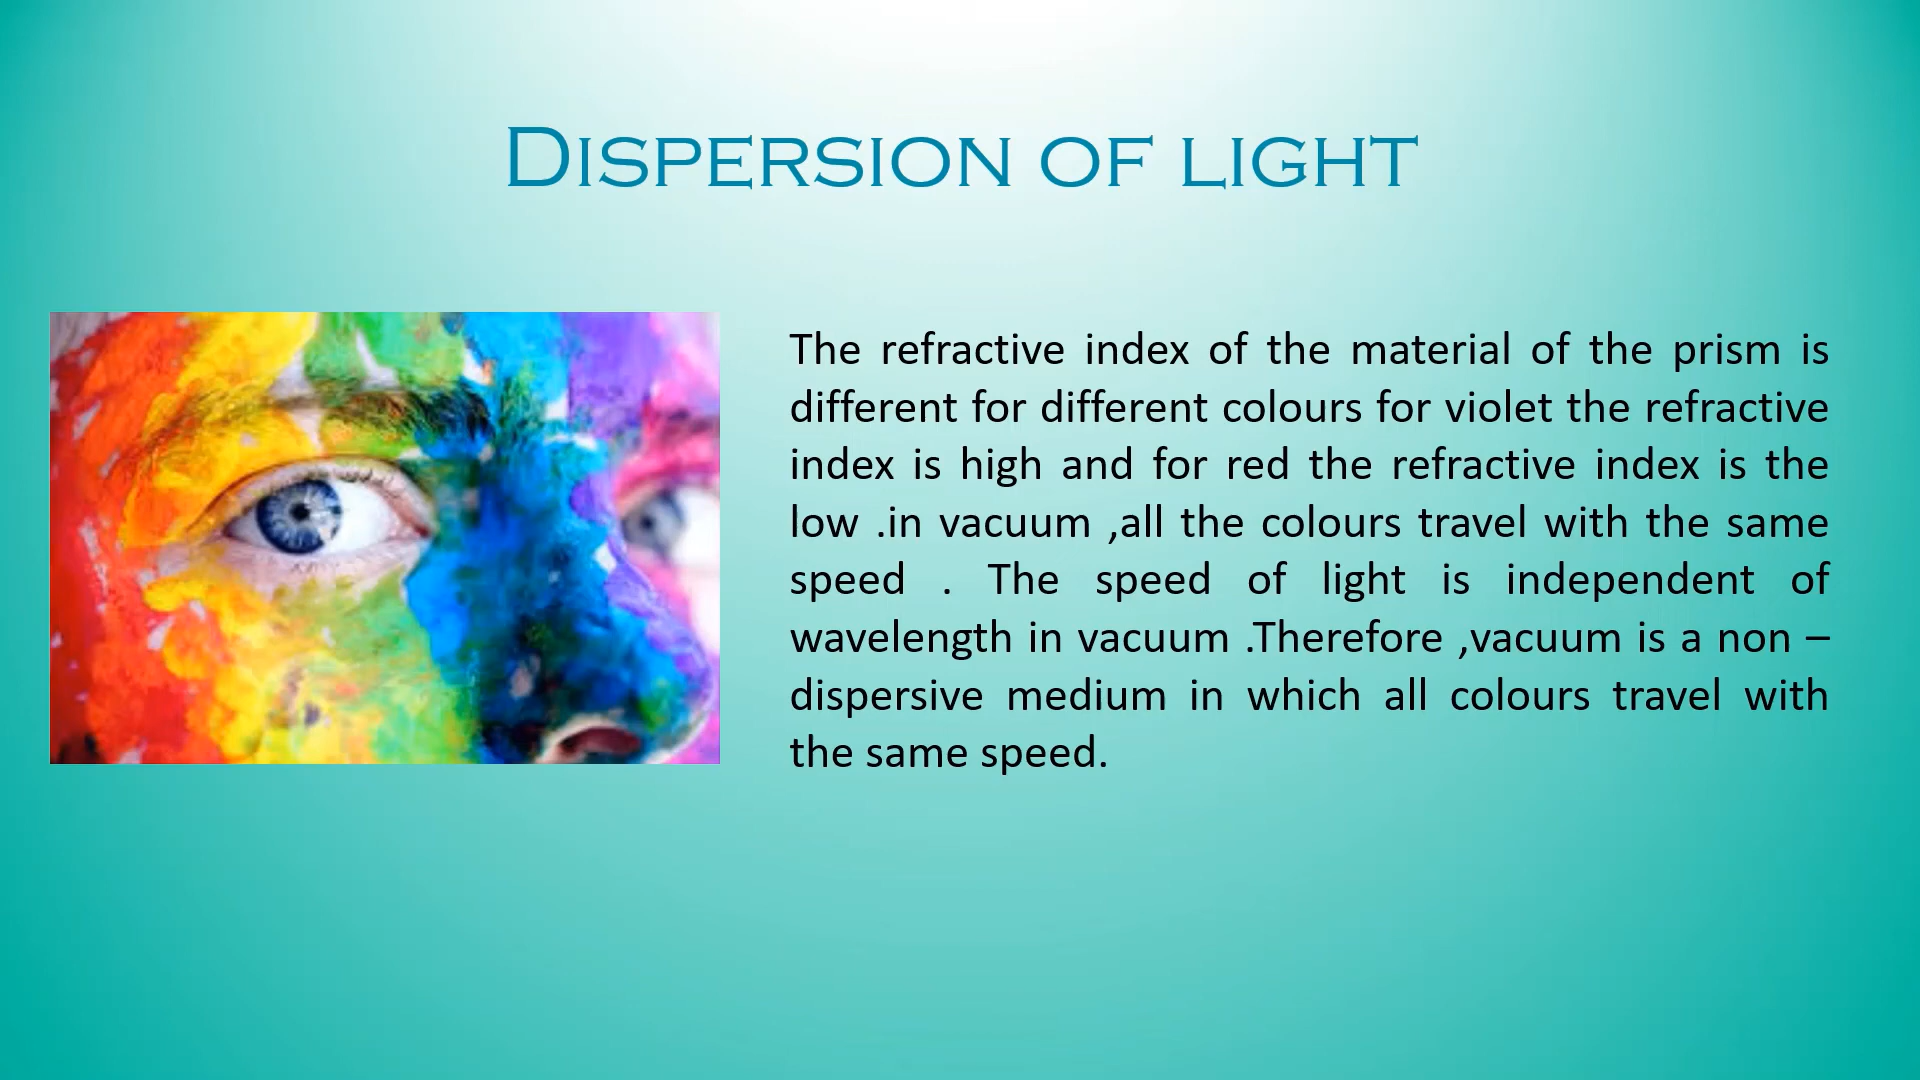 Dispersion of light
The refractive index of the material of the prism is
different for different colours for violet the refractive
index is high and for red the refractive index is the
low .in vacuum ,all the colours travel with the same
speed . The speed of light is independent of
wavelength in vacuum .Therefore ,vacuum is a non –
dispersive medium in which all colours travel with
the same speed.